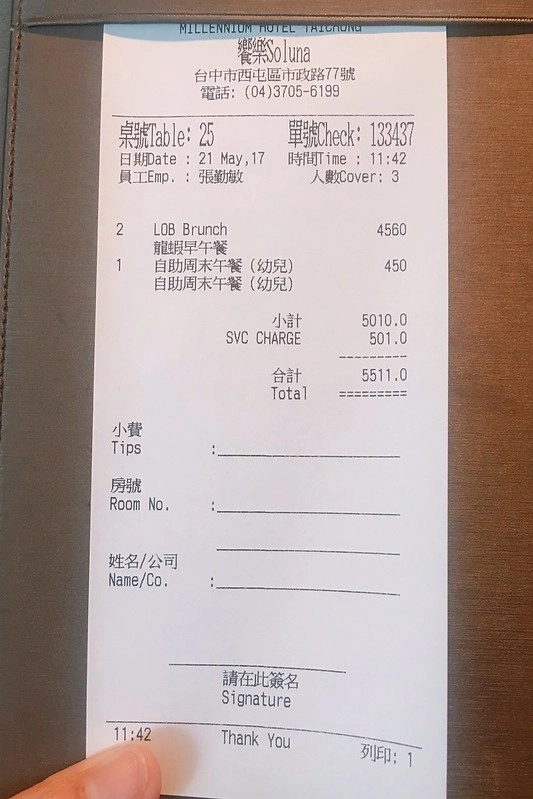 MILLENNIUM HOTEL TAICHUNG
饗樂Soluna
台中市西屯區市政路77號
電話: (04)3705-6199
桌號Table: 25 單號Check: 133437
日期Date : 21 May,17 時間Time : 11:42
員工Emp. : 張勤敏 人數Cover: 3
2 LOB Brunch 4560
龍蝦早午餐
1 自助周末午餐(幼兒) 450
自助周末午餐(幼兒)
小計 5010.0
SVC CHARGE 501.0
合計 5511.0
Total
小費
Tips :
房號
Room No. :
姓名/公司
Name/Co. :
請在此簽名
Signature
11:42 Thank You 列印: 1